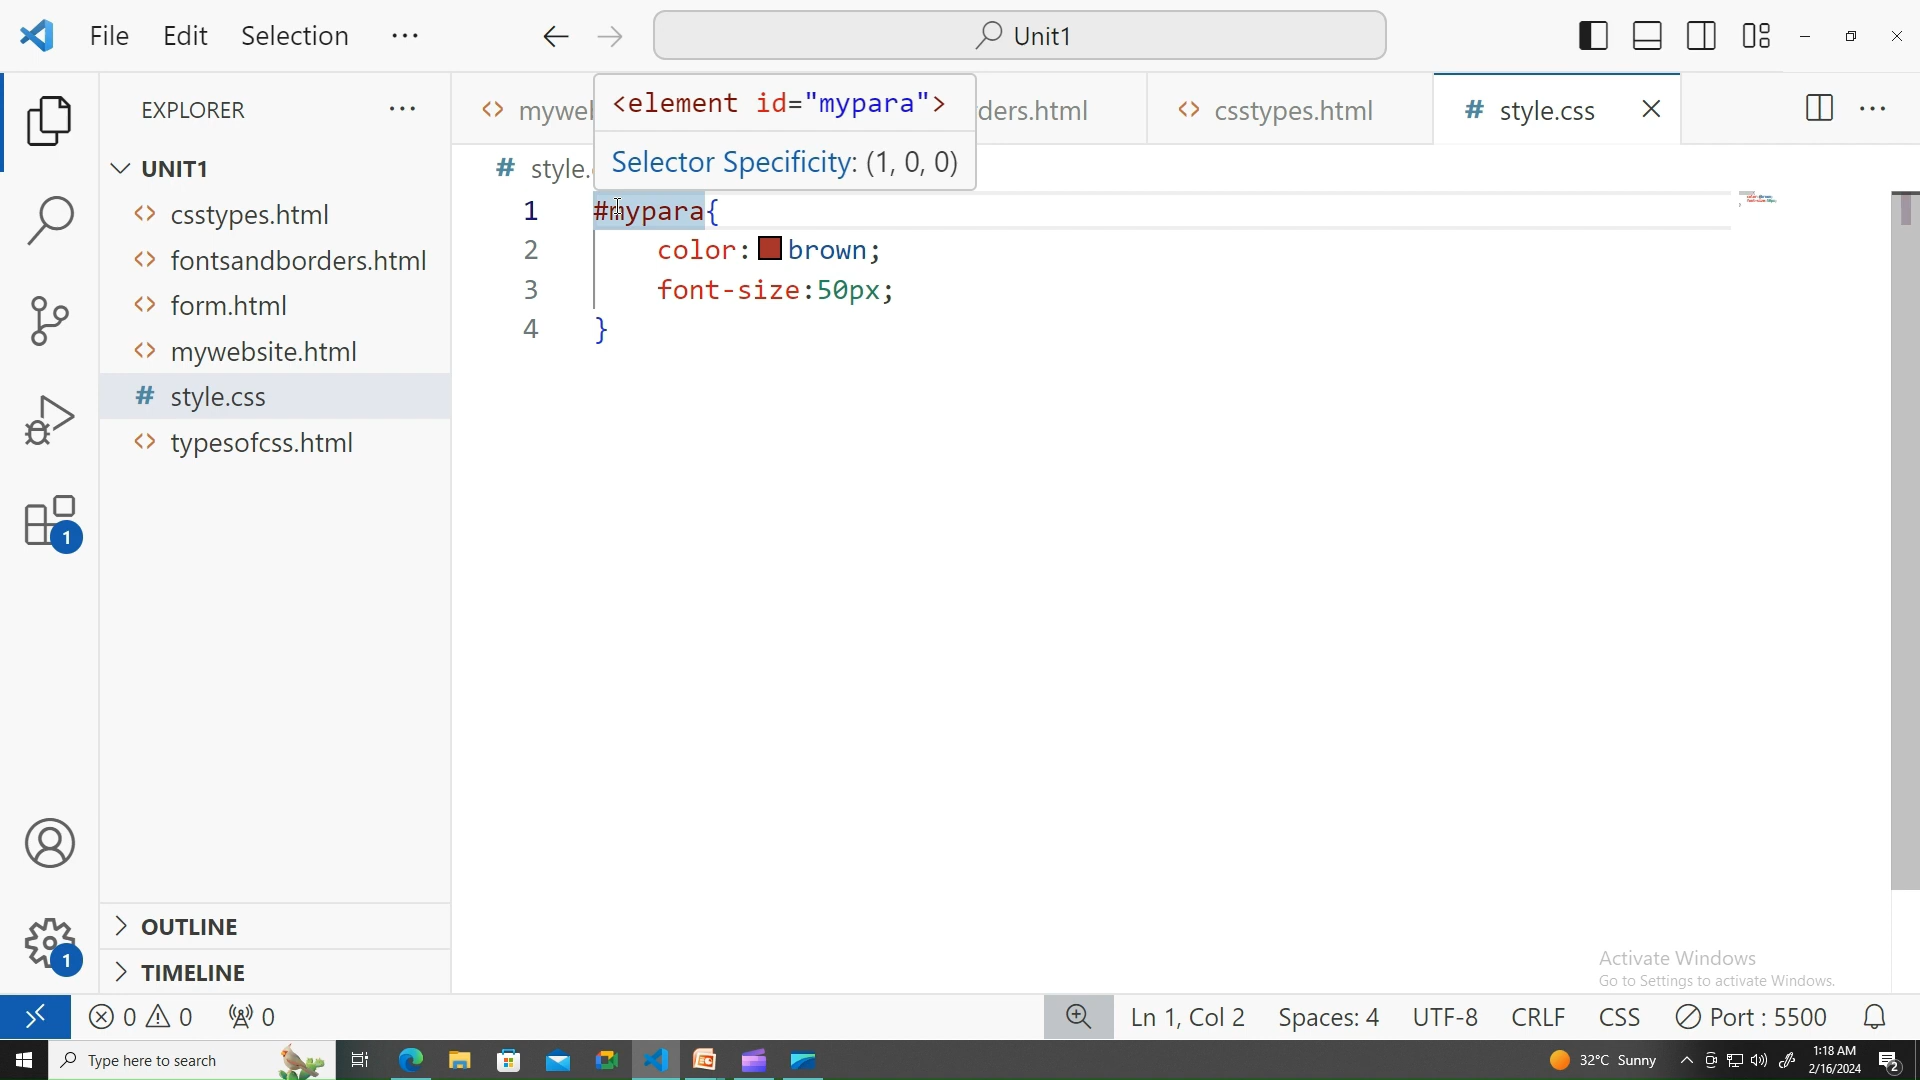 File Edit Selection ··· Unit1
EXPLORER ···
UNIT1
csstypes.html
fontsandborders.html
form.html
mywebsite.html
style.css
typesofcss.html
OUTLINE
TIMELINE
<> myweb ders.html <> csstypes.html # style.css
# style.
<element id="mypara">
Selector Specificity: (1, 0, 0)
1 #mypara{
2 color:brown;
3 font-size:50px;
4 }
1
1
Activate Windows
Go to Settings to activate Windows.
0 0 0 Ln 1, Col 2 Spaces: 4 UTF-8 CRLF CSS Port : 5500
Type here to search 32°C Sunny 1:18 AM
2/16/2024 2